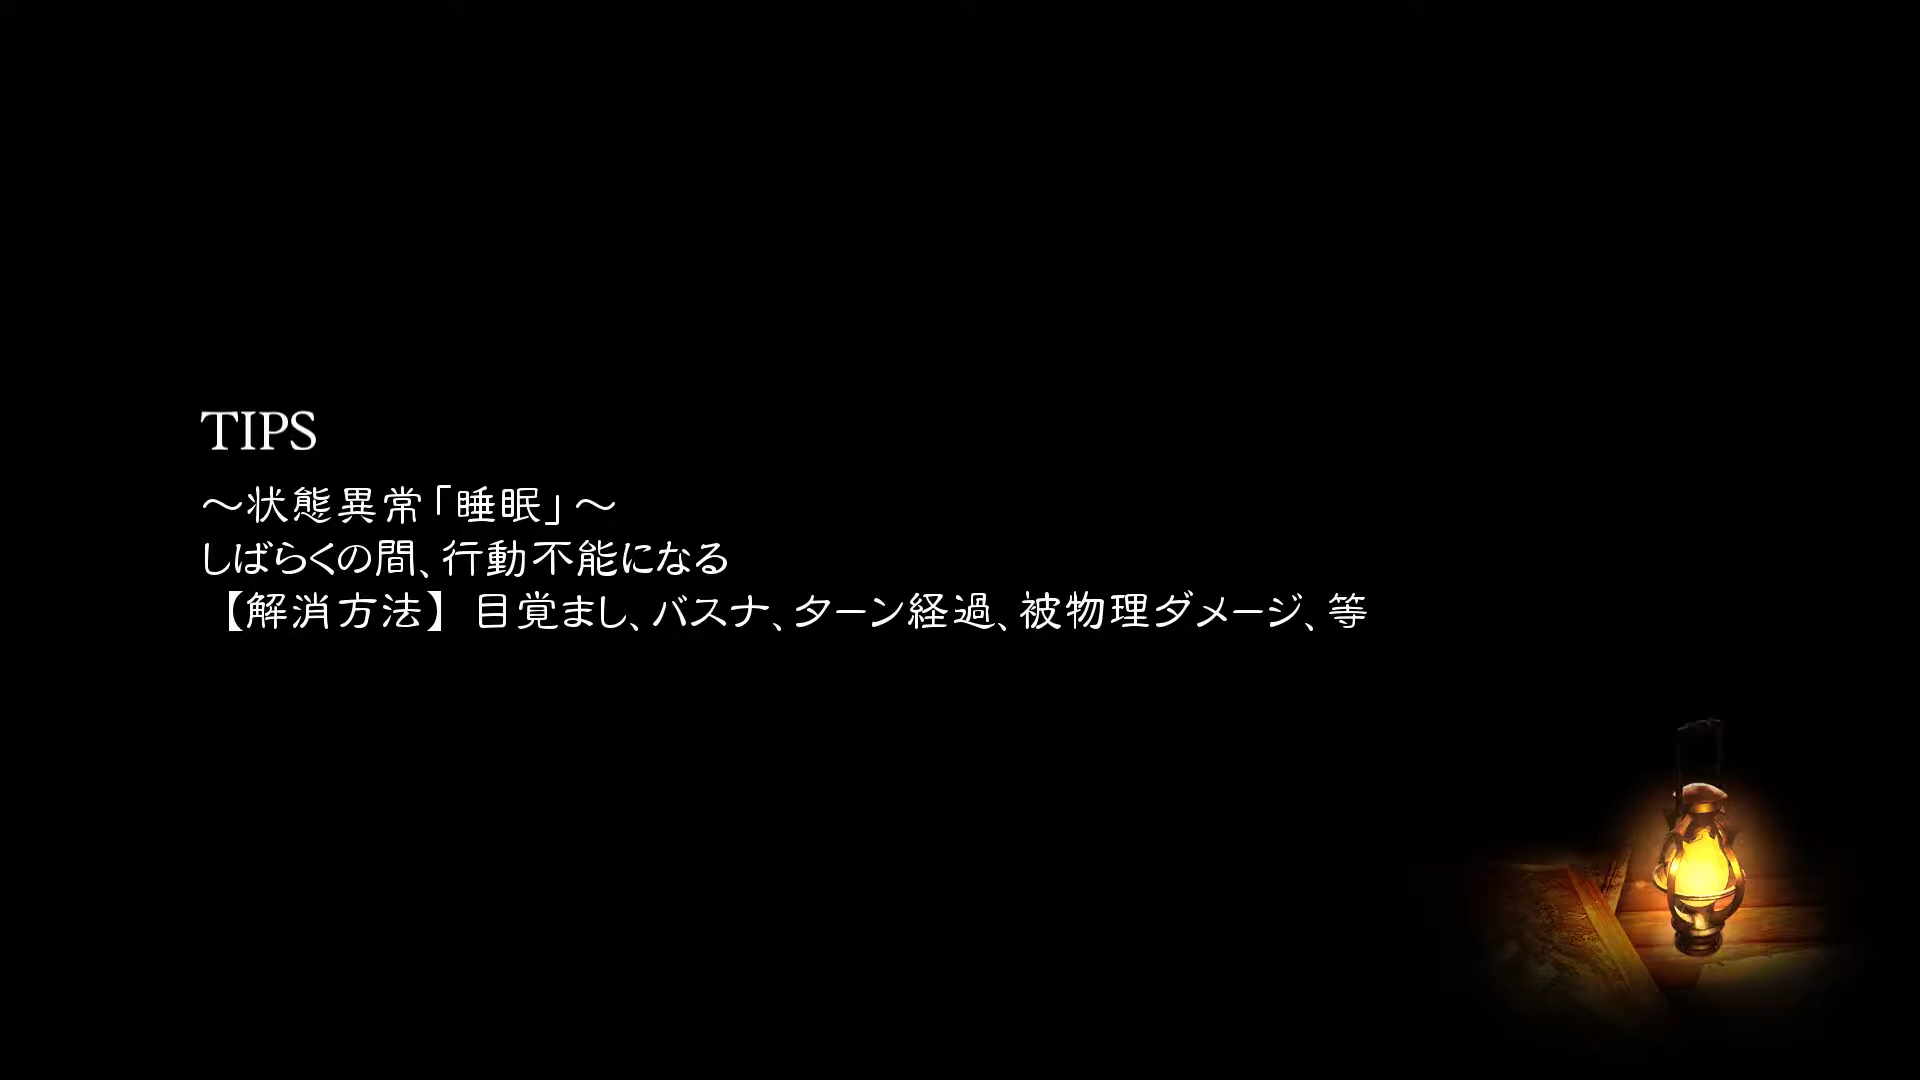 TIPS
～状態異常「睡眠」～
しばらくの間、行動不能になる
【解消方法】 目覚まし、バスナ、ターン経過、被物理ダメージ、等